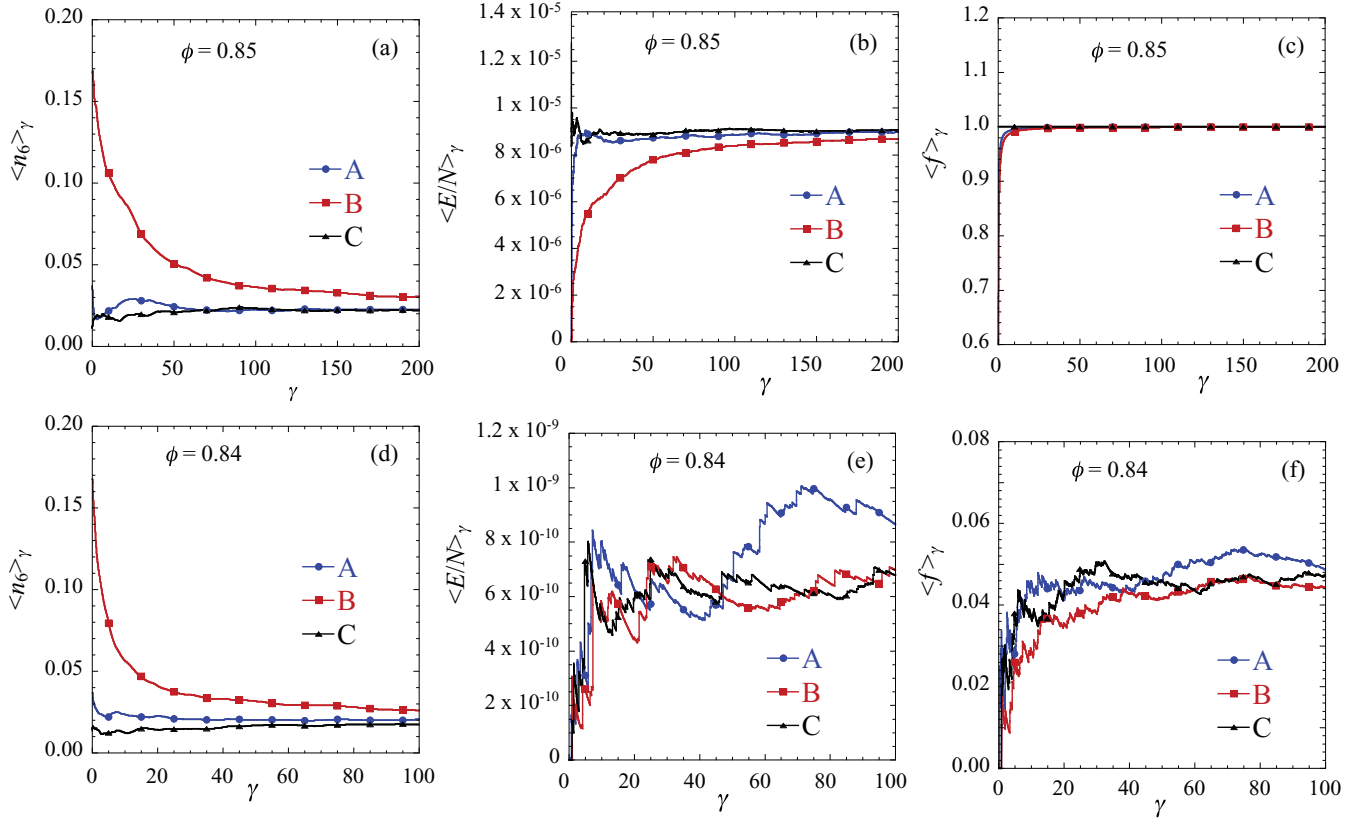 0.20
0.15
0.10
0.05
0.00
<n₆>γ
ϕ = 0.85
(a)
A
B
C
0 50 100 150 200
γ
1.4 x 10⁻⁵
1.2 x 10⁻⁵
1 x 10⁻⁵
8 x 10⁻⁶
6 x 10⁻⁶
4 x 10⁻⁶
2 x 10⁻⁶
0
<E/N>γ
ϕ = 0.85
(b)
A
B
C
0 50 100 150 200
γ
1.2
1.1
1.0
0.9
0.8
0.7
0.6
<f>γ
ϕ = 0.85
(c)
A
B
C
0 50 100 150 200
γ
0.20
0.15
0.10
0.05
0.00
<n₆>γ
ϕ = 0.84
(d)
A
B
C
0 20 40 60 80 100
γ
1.2 x 10⁻⁹
1 x 10⁻⁹
8 x 10⁻¹⁰
6 x 10⁻¹⁰
4 x 10⁻¹⁰
2 x 10⁻¹⁰
0
<E/N>γ
ϕ = 0.84
(e)
A
B
C
0 20 40 60 80 100
γ
0.08
0.06
0.04
0.02
0.00
<f>γ
ϕ = 0.84
(f)
A
B
C
0 20 40 60 80 100
γ